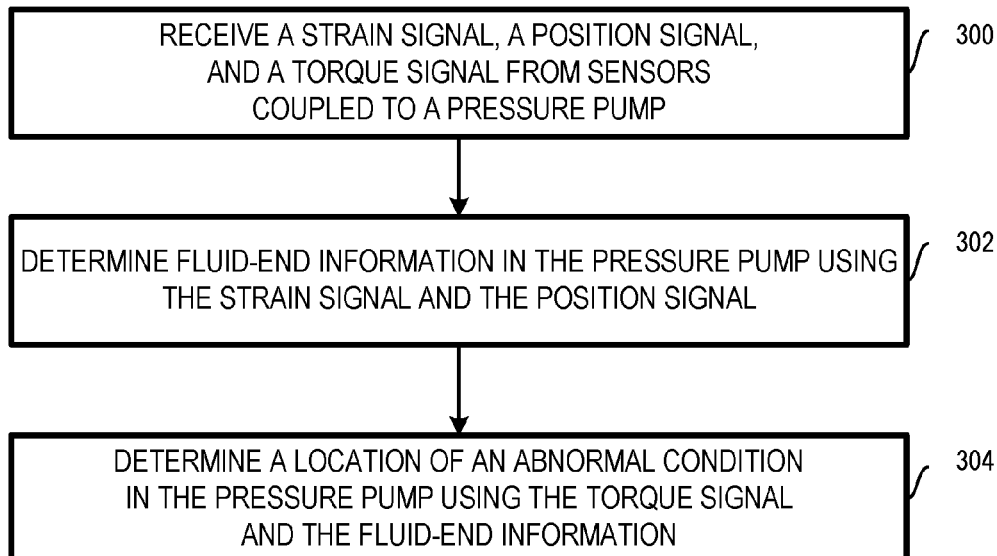 RECEIVE A STRAIN SIGNAL, A POSITION SIGNAL,
AND A TORQUE SIGNAL FROM SENSORS
COUPLED TO A PRESSURE PUMP
300
DETERMINE FLUID-END INFORMATION IN THE PRESSURE PUMP USING
THE STRAIN SIGNAL AND THE POSITION SIGNAL
302
DETERMINE A LOCATION OF AN ABNORMAL CONDITION
IN THE PRESSURE PUMP USING THE TORQUE SIGNAL
AND THE FLUID-END INFORMATION
304